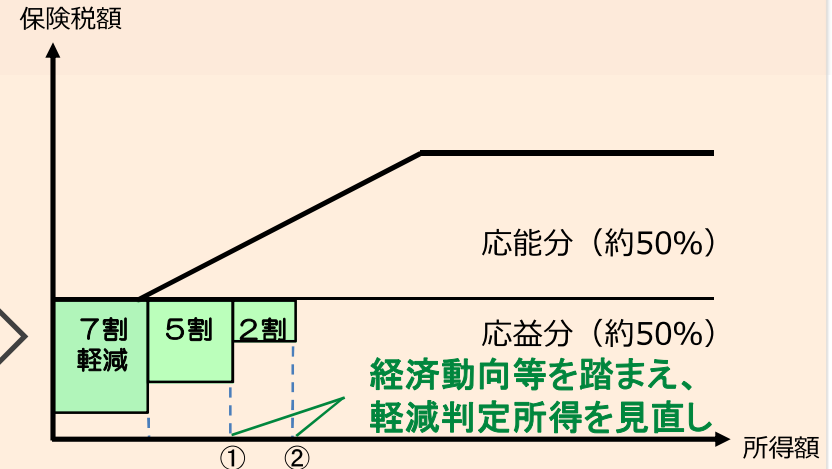 保険税額
応能分（約50%）
7割
軽減
5割
2割
応益分（約50%）
経済動向等を踏まえ、
軽減判定所得を見直し
所得額
①
②